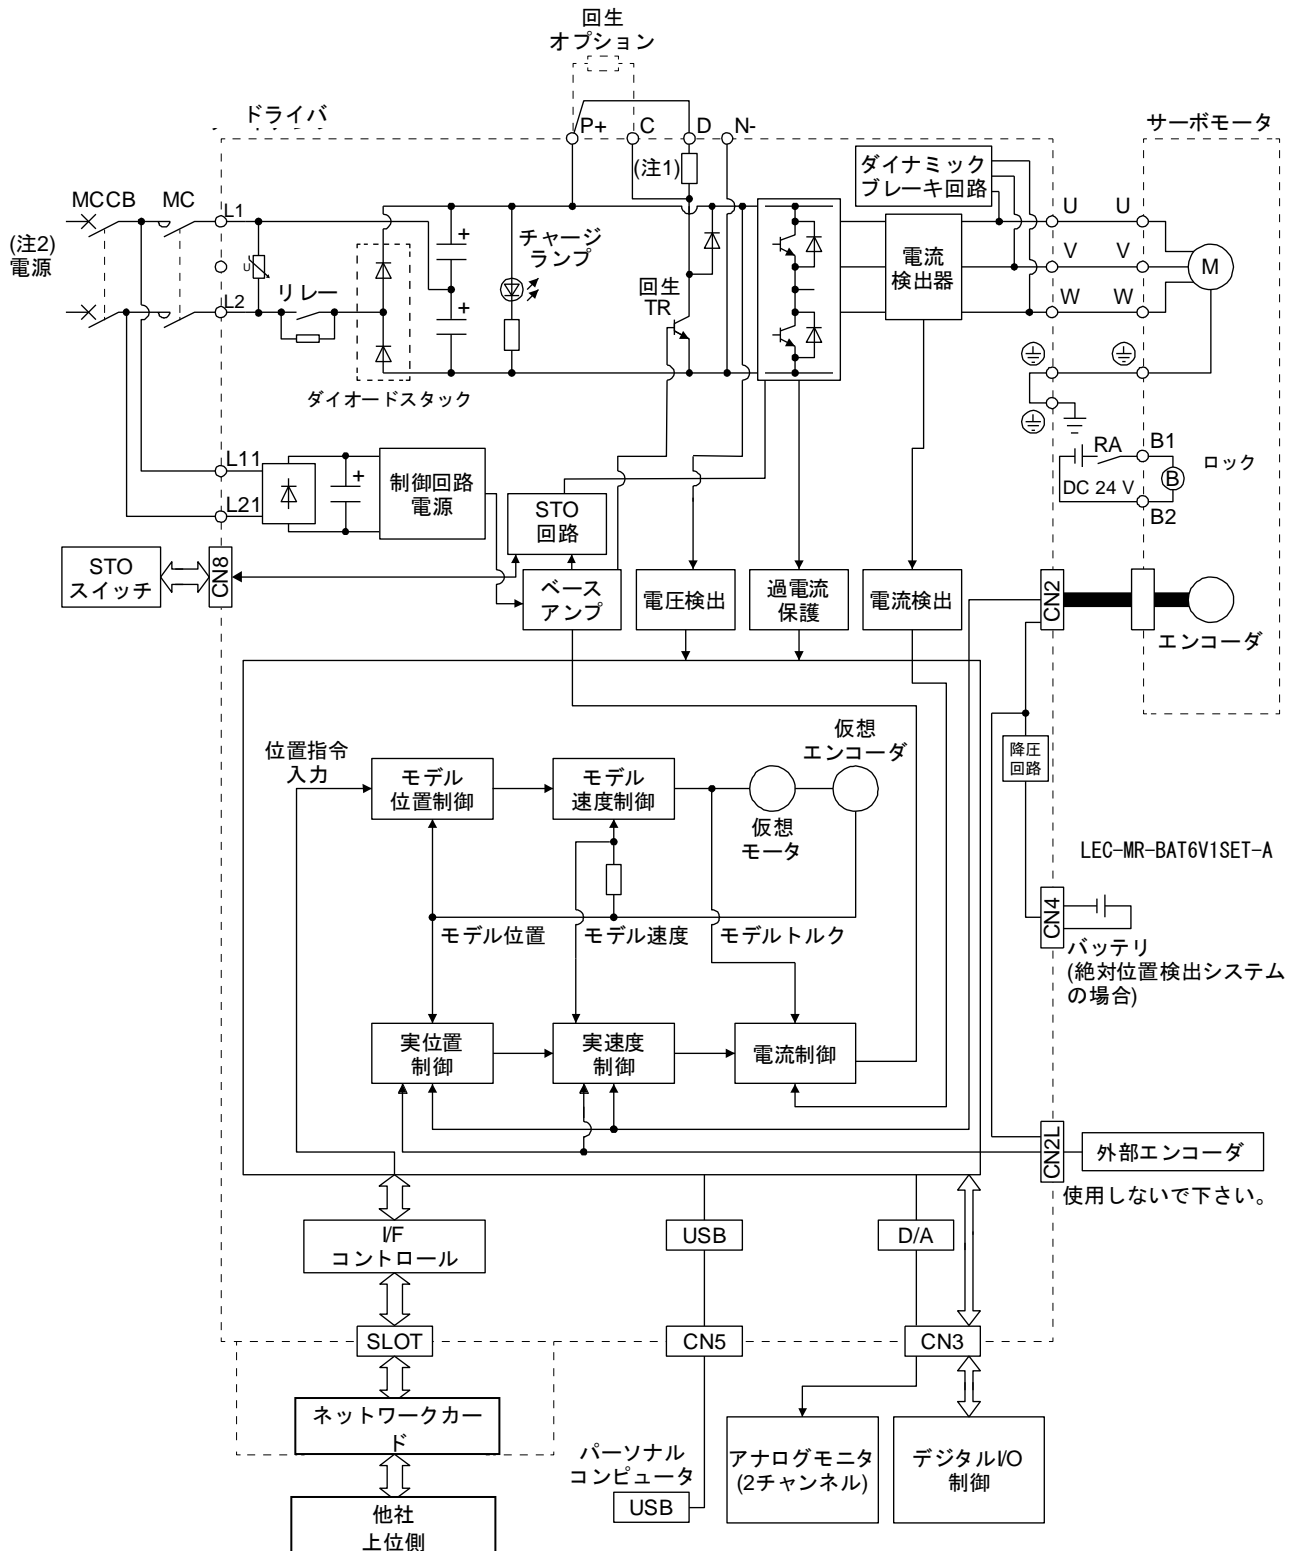 回生
オプション
ドライバ
P+
C
D
N-
サーボモータ
(注1)
ダイナミック
ブレーキ回路
MCCB
MC
L1
U
U
(注2)
電源
U
チャージ
ランプ
電流
検出器
V
V
M
リレー
L2
回生
TR
W
W
ダイオードスタック
L11
制御回路
電源
L21
STO
回路
RA
B1
ロック
B
DC 24 V
B2
STO
スイッチ
CN8
ベース
アンプ
電圧検出
過電流
保護
電流検出
CN2
エンコーダ
位置指令
入力
モデル
位置制御
モデル
速度制御
仮想
エンコーダ
仮想
モータ
降圧
回路
LEC-MR-BAT6V1SET-A
CN4
バッテリ
(絶対位置検出システム
の場合)
モデル位置
モデル速度
モデルトルク
実位置
制御
実速度
制御
電流制御
CN2L
外部エンコーダ
使用しないで下さい。
I/F
コントロール
USB
D/A
SLOT
CN5
CN3
ネットワークカー
ド
パーソナル
コンピュータ
USB
アナログモニタ
(2チャンネル)
デジタルI/O
制御
他社
上位側